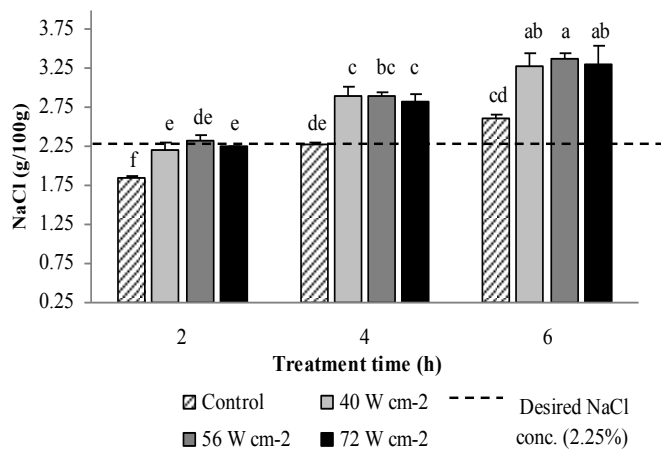 3.75
3.25
2.75
2.25
1.75
1.25
0.75
0.25
NaCl (g/100g)
f e de e
de c bc c
cd ab a ab
2 4 6
Treatment time (h)
Control 40 W cm-2 Desired NaCl
56 W cm-2 72 W cm-2 conc. (2.25%)